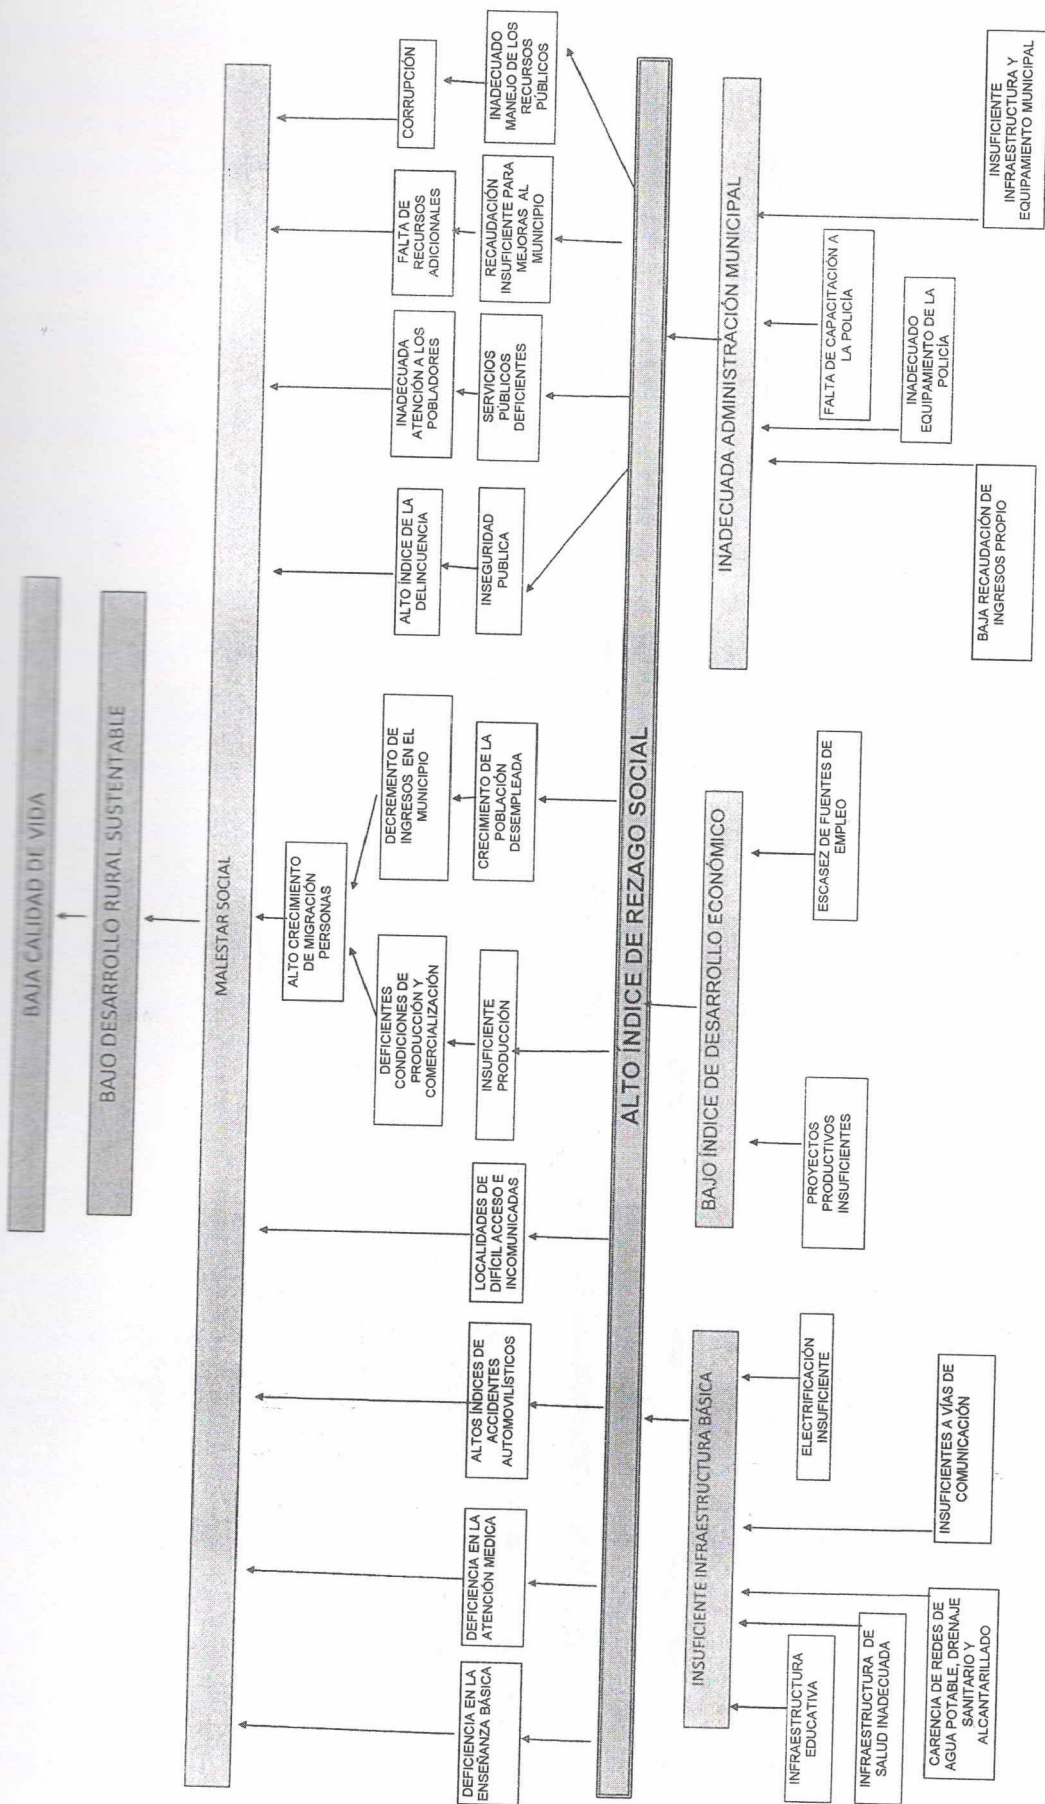 BAJA CALIDAD DE VIDA
BAJO DESARROLLO RURAL SUSTENTABLE
MALESTAR SOCIAL
ALTO CRECIMIENTO
DE MIGRACIÓN
PERSONAS
DEFICIENTES
CONDICIONES DE
PRODUCCIÓN Y
COMERCIALIZACIÓN
DECREMENTO DE
INGRESOS EN EL
MUNICIPIO
ALTO ÍNDICE DE LA
DELINCUENCIA
INADECUADA
ATENCIÓN A LOS
POBLADORES
FALTA DE
RECURSOS
ADICIONALES
CORRUPCIÓN
DEFICIENCIA EN LA
ENSEÑANZA BÁSICA
DEFICIENCIA EN LA
ATENCIÓN MEDICA
ALTOS ÍNDICES DE
ACCIDENTES
AUTOMOVILÍSTICOS
LOCALIDADES DE
DIFÍCIL ACCESO E
INCOMUNICADAS
INSUFICIENTE
PRODUCCIÓN
CRECIMIENTO DE LA
POBLACIÓN
DESEMPLEADA
INSEGURIDAD
PUBLICA
SERVICIOS
PÚBLICOS
DEFICIENTES
RECAUDACIÓN
INSUFICIENTE PARA
MEJORAS AL
MUNICIPIO
INADECUADO
MANEJO DE LOS
RECURSOS
PÚBLICOS
ALTO ÍNDICE DE REZAGO SOCIAL
INSUFICIENTE INFRAESTRUCTURA BÁSICA
BAJO ÍNDICE DE DESARROLLO ECONÓMICO
INADECUADA ADMINISTRACIÓN MUNICIPAL
INFRAESTRUCTURA
EDUCATIVA
ELECTRIFICACIÓN
INSUFICIENTE
PROYECTOS
PRODUCTIVOS
INSUFICIENTES
ESCASEZ DE FUENTES DE
EMPLEO
FALTA DE CAPACITACIÓN A
LA POLICÍA
INFRAESTRUCTURA DE
SALUD INADECUADA
INADECUADO
EQUIPAMIENTO DE LA
POLICÍA
CARENCIA DE REDES DE
AGUA POTABLE, DRENAJE
SANITARIO Y
ALCANTARILLADO
INSUFICIENTES A VÍAS DE
COMUNICACIÓN
BAJA RECAUDACIÓN DE
INGRESOS PROPIO
INSUFICIENTE
INFRAESTRUCTURA Y
EQUIPAMIENTO MUNICIPAL